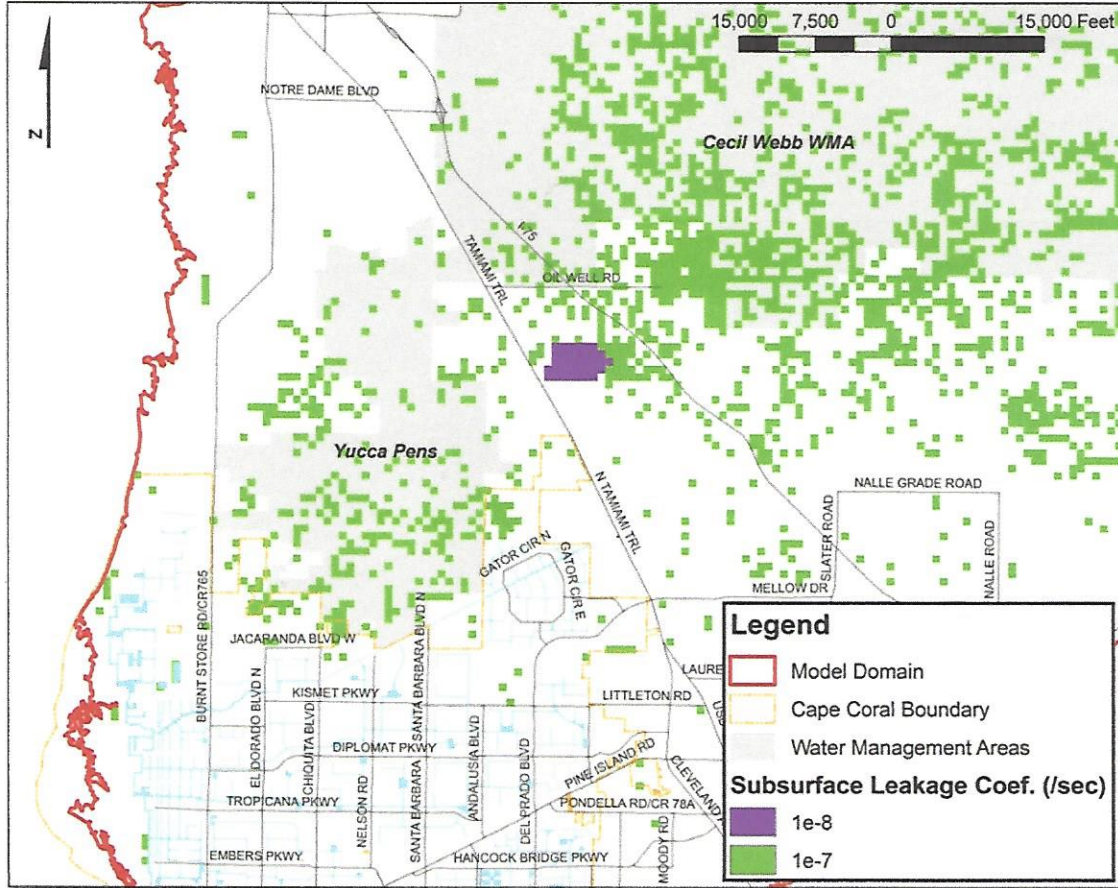 15,000 7,500 0 15,000 Feet
Z
NOTRE DAME BLVD
Cecil Webb WMA
I-75
TAMIAMI TRL
OIL WELL RD
Yucca Pens
N TAMIAMI TRL
NALLE GRADE ROAD
SLATER ROAD
NALLE ROAD
GATOR CIR N
GATOR CIR E
MELLOW DR
BURNT STORE RD/CR765
JACARANDA BLVD W
SANTA BARBARA BLVD N
KISMET PKWY
EL DORADO BLVD N
CHIQUITA BLVD
DIPLOMAT PKWY
ANDALUSIA BLVD
DEL PRADO BLVD
LITTLETON RD
LAURE
PINE ISLAND RD
CLEVELAND A
TROPICANA PKWY
NELSON RD
SANTA BARBARA
PONDELLA RD/CR 78A
MOODY RD
EMBERS PKWY
HANCOCK BRIDGE PKWY
Legend
Model Domain
Cape Coral Boundary
Water Management Areas
Subsurface Leakage Coef. (/sec)
1e-8
1e-7